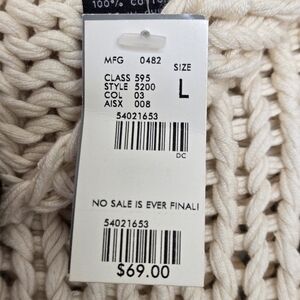 100% COTTON
MFG 0482
SIZE
CLASS 595
STYLE 5200
COL 03
AISX 008
L
54021653
DC
NO SALE IS EVER FINAL!
54021653
$69.00